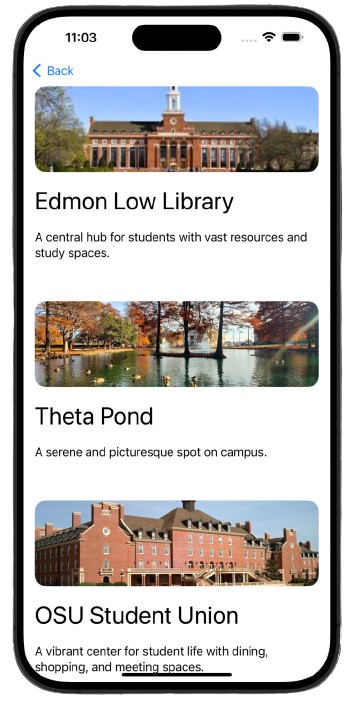 11:03
Back
Edmon Low Library
A central hub for students with vast resources and
study spaces.
Theta Pond
A serene and picturesque spot on campus.
OSU Student Union
A vibrant center for student life with dining,
shopping, and meeting spaces.